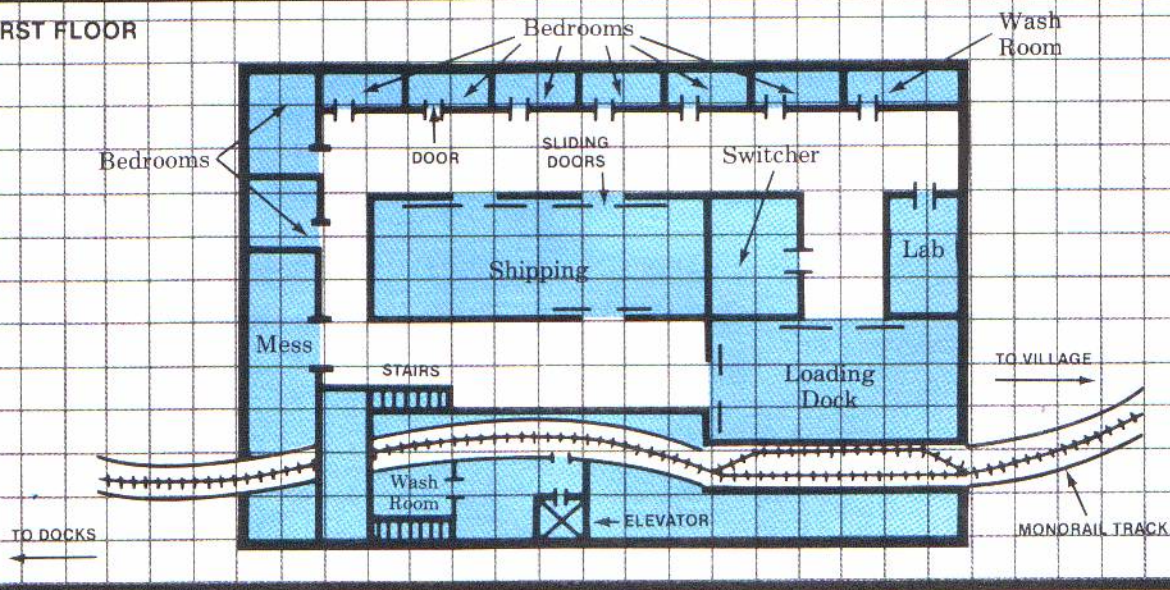 RST FLOOR
Bedrooms
Wash
Room
Bedrooms
DOOR
SLIDING
DOORS
Switcher
Lab
Shipping
Mess
STAIRS
Loading
Dock
TO VILLAGE
Wash
Room
ELEVATOR
TO DOCKS
MONORAIL TRACK